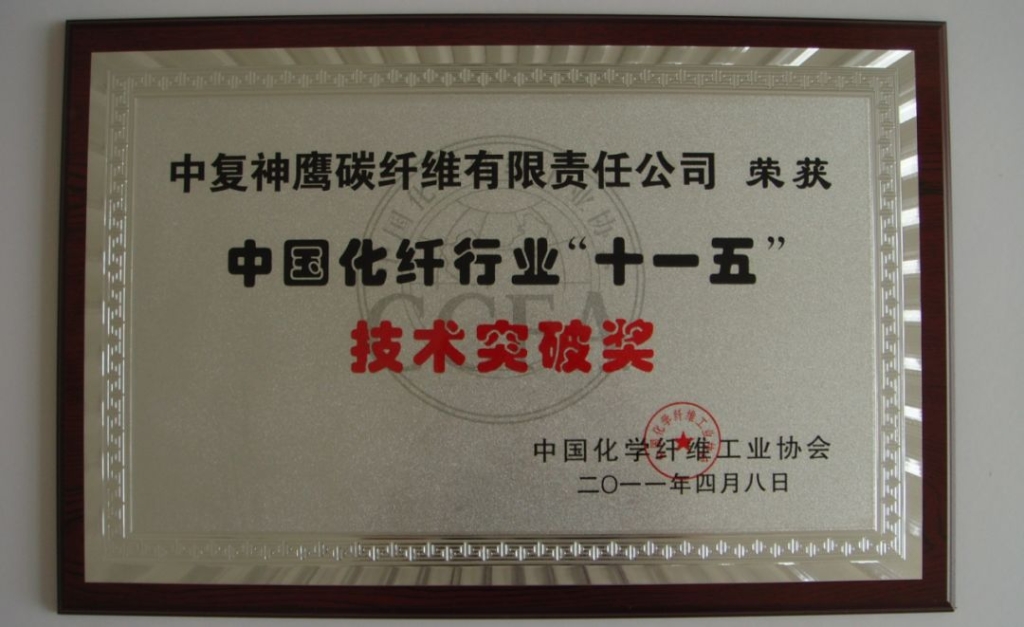 中复神鹰碳纤维有限责任公司 荣获
中国化纤行业“十一五”
技术突破奖
CCFA
中国化学纤维工业协会
二〇一一年四月八日